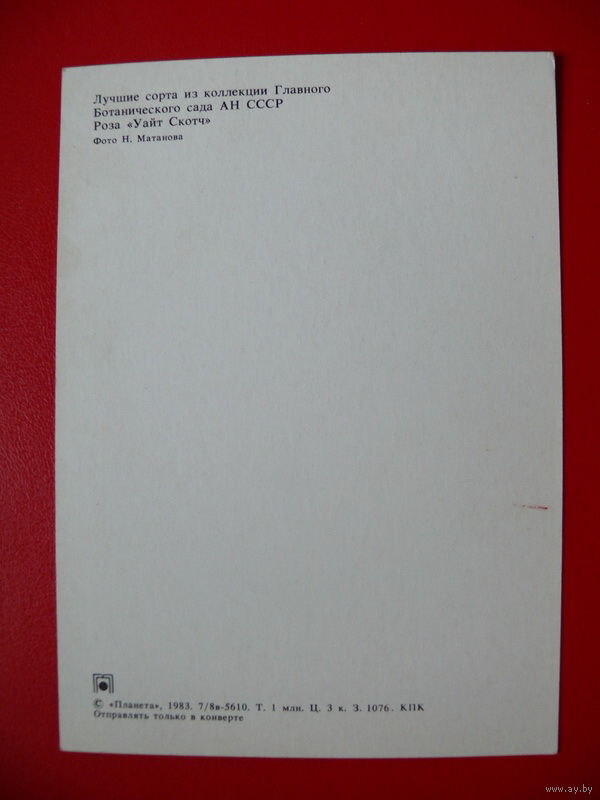 Лучшие сорта из коллекции Главного
Ботанического сада АН СССР
Роза «Уайт Скотч»
Фото Н. Матанова
© «Планета», 1983. 7/8в-5610. Т. 1 млн. Ц. 3 к. З. 1076. КПК
Отправлять только в конверте
www.ay.by